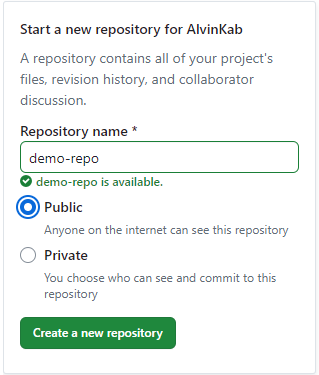 Start a new repository for AlvinKab
A repository contains all of your project's
files, revision history, and collaborator
discussion.
Repository name *
demo-repo
demo-repo is available.
Public
Anyone on the internet can see this repository
Private
You choose who can see and commit to this
repository
Create a new repository